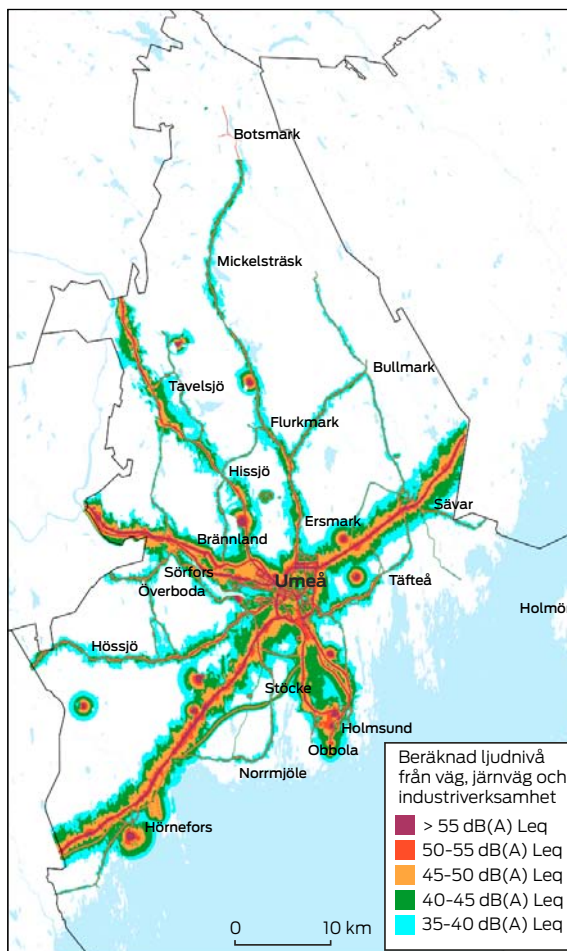 Botsmark
Mickelsträsk
Bullmark
Tavelsjö
Flurkmark
Hissjö
Sävar
Ersmark
Brännland
Umeå
Täfteå
Sörfors
Överboda
Holmön
Hössjö
Stöcke
Holmsund
Obbola
Norrmjöle
Hörnefors
0 10 km
Beräknad ljudnivå
från väg, järnväg och
industriverksamhet
> 55 dB(A) Leq
50-55 dB(A) Leq
45-50 dB(A) Leq
40-45 dB(A) Leq
35-40 dB(A) Leq